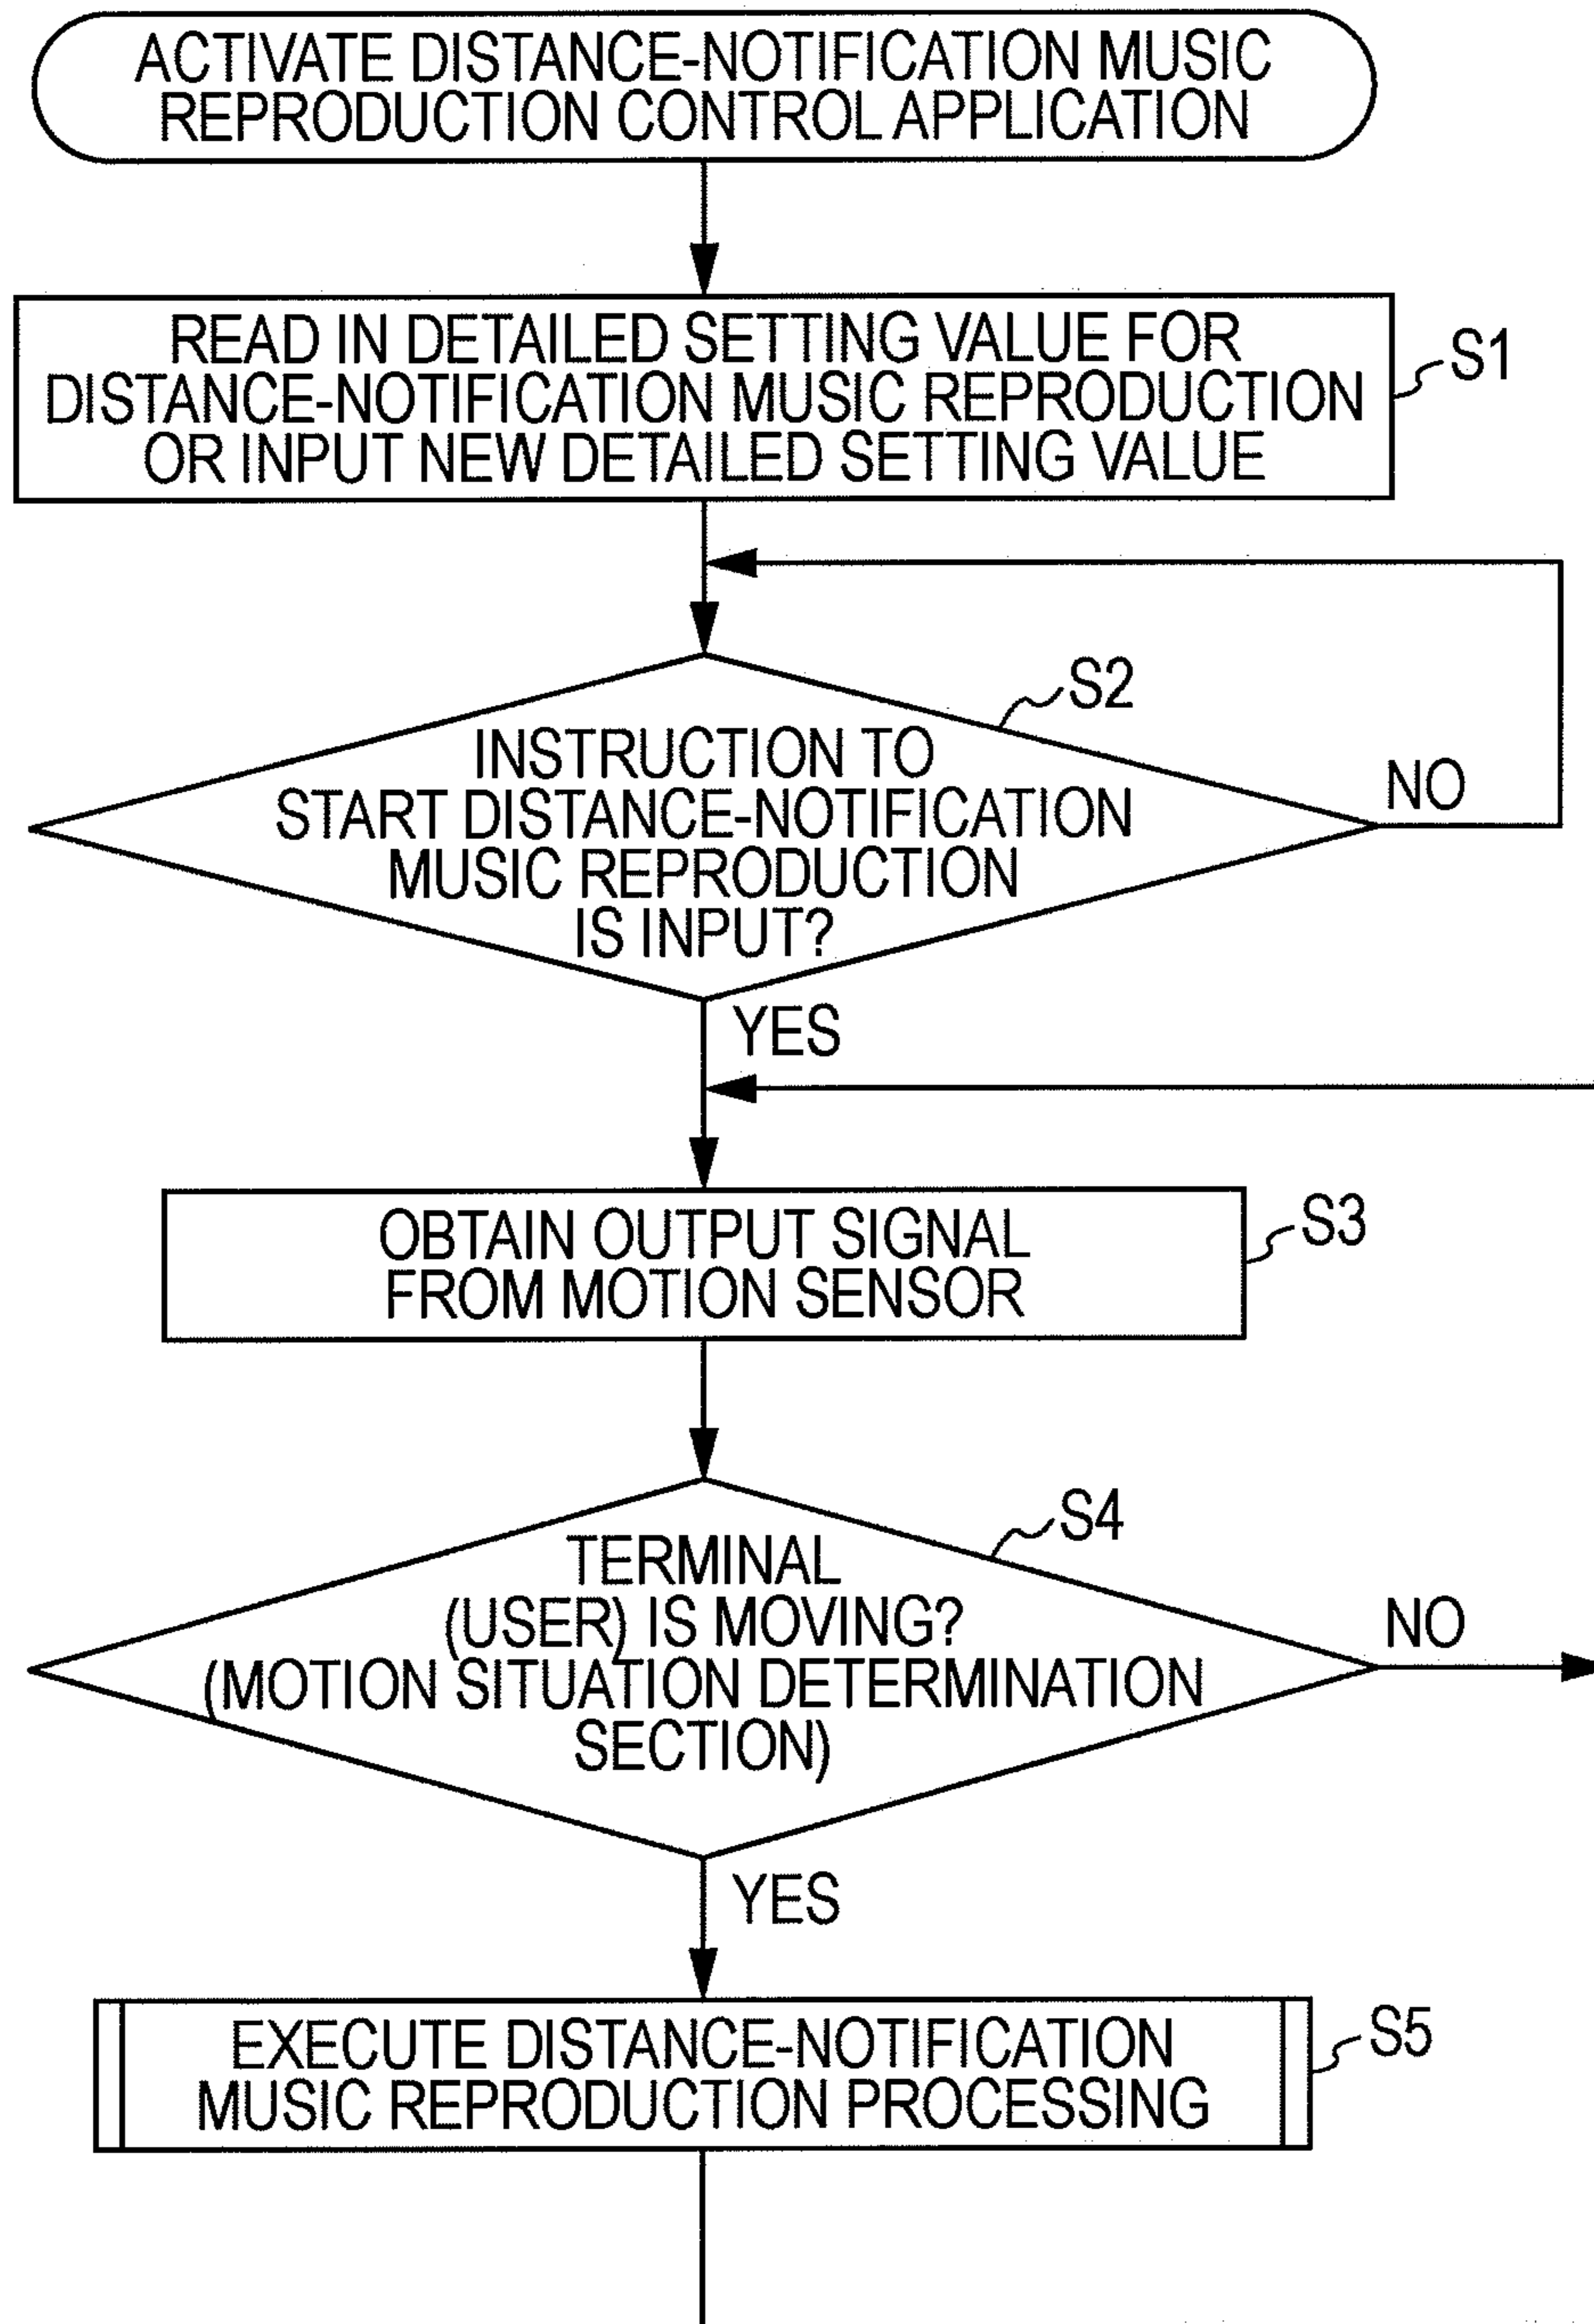 ACTIVATE DISTANCE-NOTIFICATION MUSIC
REPRODUCTION CONTROL APPLICATION
READ IN DETAILED SETTING VALUE FOR
DISTANCE-NOTIFICATION MUSIC REPRODUCTION
OR INPUT NEW DETAILED SETTING VALUE
S1
S2
INSTRUCTION TO
START DISTANCE-NOTIFICATION
MUSIC REPRODUCTION
IS INPUT?
NO
YES
OBTAIN OUTPUT SIGNAL
FROM MOTION SENSOR
S3
S4
TERMINAL
(USER) IS MOVING?
(MOTION SITUATION DETERMINATION
SECTION)
NO
YES
EXECUTE DISTANCE-NOTIFICATION
MUSIC REPRODUCTION PROCESSING
S5